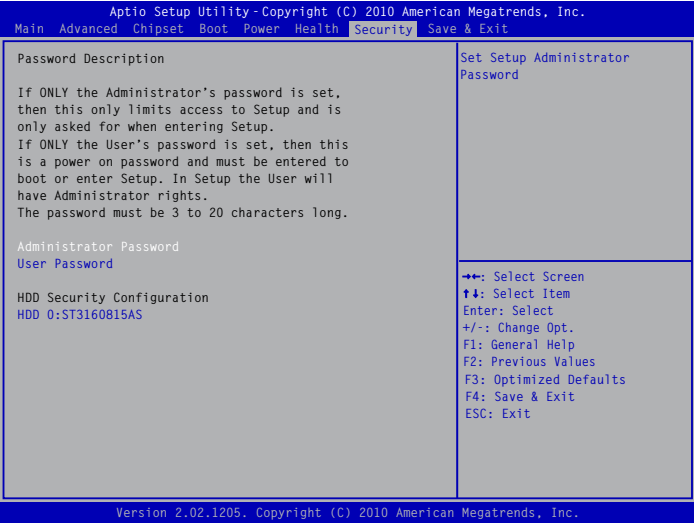 Aptio Setup Utility - Copyright (C) 2010 American Megatrends, Inc.
Main Advanced Chipset Boot Power Health Security Save & Exit
Password Description
If ONLY the Administrator's password is set,
then this only limits access to Setup and is
only asked for when entering Setup.
If ONLY the User's password is set, then this
is a power on password and must be entered to
boot or enter Setup. In Setup the User will
have Administrator rights.
The password must be 3 to 20 characters long.
Administrator Password
User Password
HDD Security Configuration
HDD 0:ST3160815AS
Set Setup Administrator
Password
→←: Select Screen
↑↓: Select Item
Enter: Select
+/-: Change Opt.
F1: General Help
F2: Previous Values
F3: Optimized Defaults
F4: Save & Exit
ESC: Exit
Version 2.02.1205. Copyright (C) 2010 American Megatrends, Inc.